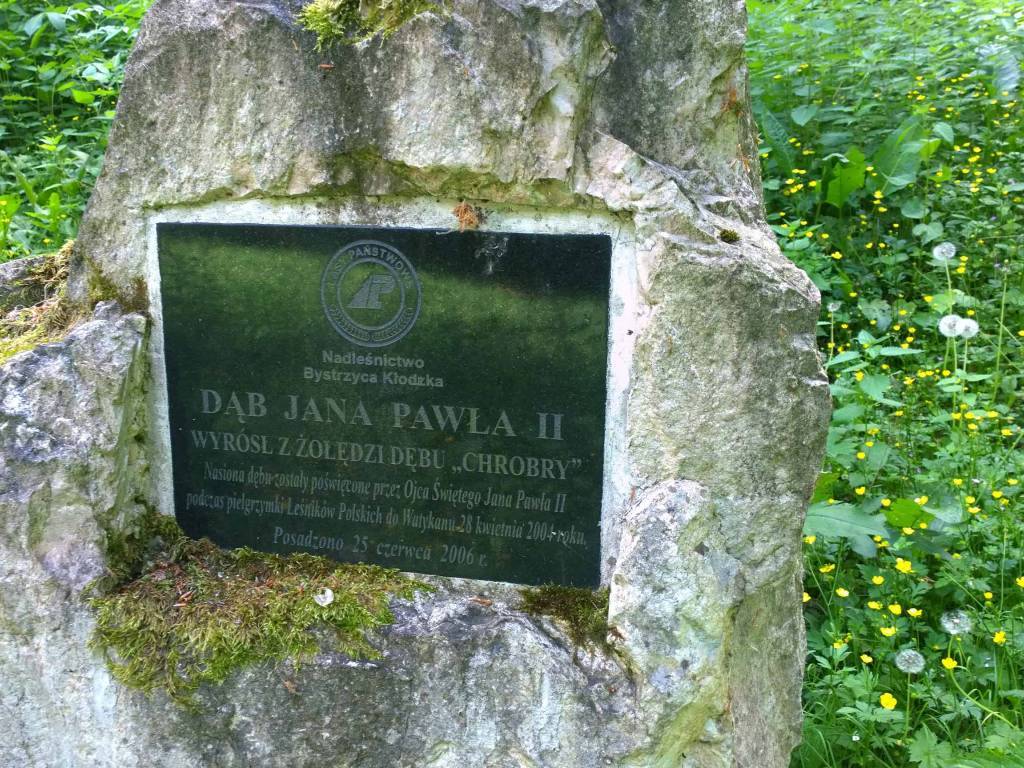 PAŃSTWOWE
Nadleśnictwo
Bystrzyca Kłodzka
DĄB JANA PAWŁA II
WYRÓSŁ Z ŻOŁĘDZI DĘBU „CHROBRY”
Nasiona dębu zostały poświęcone przez Ojca Świętego Jana Pawła II
podczas pielgrzymki Leśników Polskich do Watykanu 28 kwietnia 2004 roku.
Posadzono 25 czerwca 2006 r.